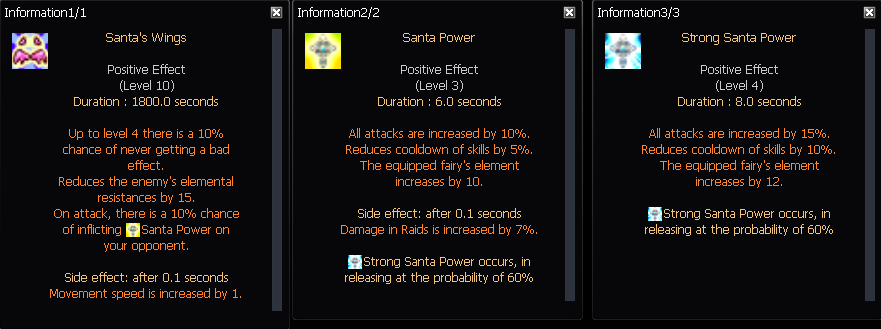 Information1/1
Santa's Wings
Positive Effect
(Level 10)
Duration : 1800.0 seconds
Up to level 4 there is a 10%
chance of never getting a bad
effect.
Reduces the enemy's elemental
resistances by 15.
On attack, there is a 10% chance
of inflicting Santa Power on
your opponent.
Side effect: after 0.1 seconds
Movement speed is increased by 1.
Information2/2
Santa Power
Positive Effect
(Level 3)
Duration : 6.0 seconds
All attacks are increased by 10%.
Reduces cooldown of skills by 5%.
The equipped fairy's element
increases by 10.
Side effect: after 0.1 seconds
Damage in Raids is increased by 7%.
Strong Santa Power occurs, in
releasing at the probability of 60%
Information3/3
Strong Santa Power
Positive Effect
(Level 4)
Duration : 8.0 seconds
All attacks are increased by 15%.
Reduces cooldown of skills by 10%.
The equipped fairy's element
increases by 12.
Strong Santa Power occurs, in
releasing at the probability of 60%